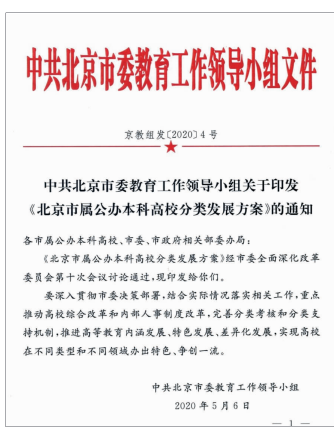 中共北京市委教育工作领导小组文件
京教组发〔2020〕4 号
中共北京市委教育工作领导小组关于印发
《北京市属公办本科高校分类发展方案》的通知
各市属公办本科高校、市委、市政府相关部委办局：
《北京市属公办本科高校分类发展方案》经市委全面深化改革
委员会第十次会议讨论通过，现印发给你们。
要深入贯彻市委决策部署，结合实际情况落实相关工作，重点
推动高校综合改革和内部人事制度改革，完善分类考核和分类支
持机制，推进高等教育内涵发展、特色发展、差异化发展，实现高校
在不同类型和不同领域办出特色、争创一流。
中共北京市委教育工作领导小组
2020 年 5 月 6 日
— 1 —